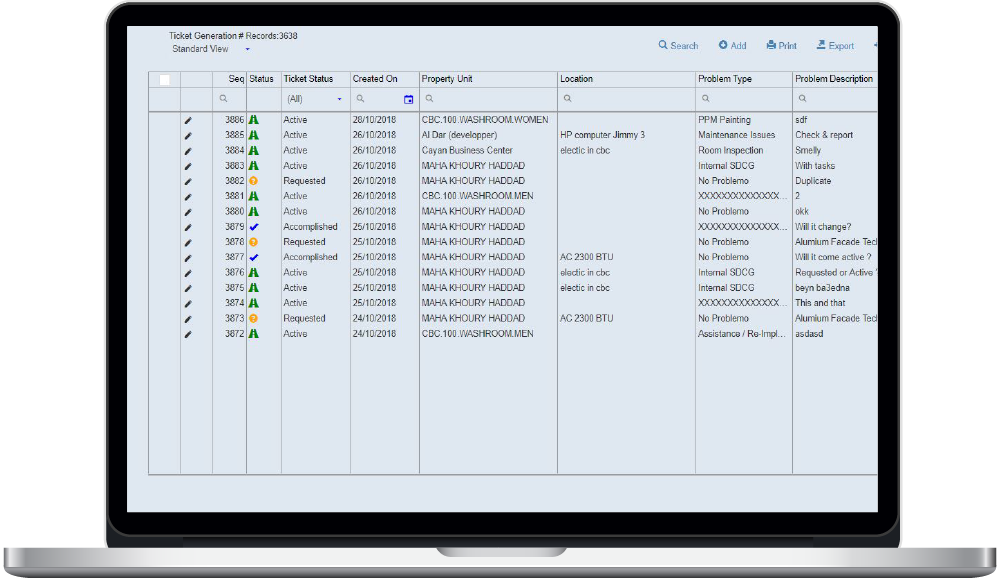 Ticket Generation # Records:3638
Standard View
Search Add Print Export
Seq Status Ticket Status Created On Property Unit Location Problem Type Problem Description
(All)
3886 Active 28/10/2018 CBC.100.WASHROOM.WOMEN PPM Painting sdf
3885 Active 26/10/2018 Al Dar (developper) HP computer Jimmy 3 Maintenance Issues Check & report
3884 Active 26/10/2018 Cayan Business Center electic in cbc Room Inspection Smelly
3883 Active 26/10/2018 MAHA KHOURY HADDAD Internal SDCG With tasks
3882 Requested 26/10/2018 MAHA KHOURY HADDAD No Problemo Duplicate
3881 Active 26/10/2018 CBC.100.WASHROOM.MEN XXXXXXXXXXXXXX... 2
3880 Active 26/10/2018 MAHA KHOURY HADDAD No Problemo okk
3879 Accomplished 25/10/2018 MAHA KHOURY HADDAD XXXXXXXXXXXXXX... Will it change?
3878 Requested 25/10/2018 MAHA KHOURY HADDAD No Problemo Alumium Facade Tecl
3877 Accomplished 25/10/2018 MAHA KHOURY HADDAD AC 2300 BTU No Problemo Will it come active ?
3876 Active 25/10/2018 MAHA KHOURY HADDAD electic in cbc Internal SDCG Requested or Active
3875 Active 25/10/2018 MAHA KHOURY HADDAD electic in cbc Internal SDCG beyn ba3edna
3874 Active 25/10/2018 MAHA KHOURY HADDAD XXXXXXXXXXXXXX... This and that
3873 Requested 24/10/2018 MAHA KHOURY HADDAD AC 2300 BTU No Problemo Alumium Facade Tecl
3872 Active 24/10/2018 CBC.100.WASHROOM.MEN Assistance / Re-Impl... asdasd